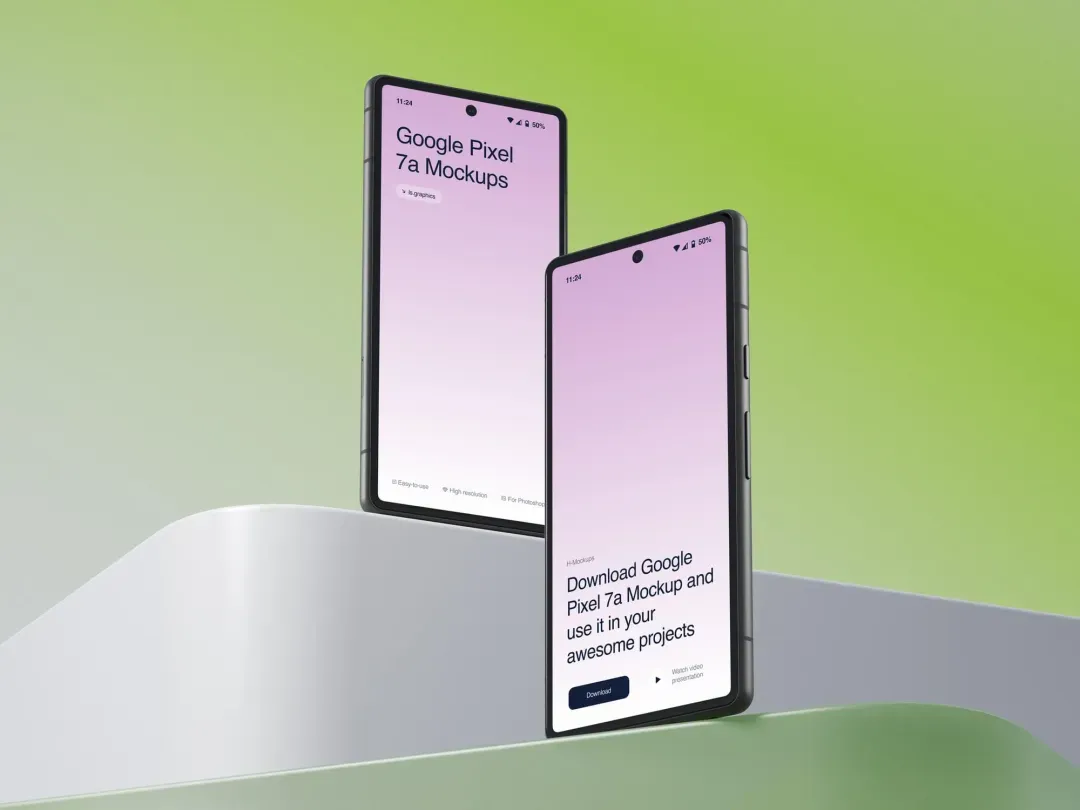 11:24
50%
Google Pixel
7a Mockups
ls.graphics
Easy-to-use
High resolution
For Photoshop
11:24
50%
H-Mockups
Download Google
Pixel 7a Mockup and
use it in your
awesome projects
Download
Watch video
presentation